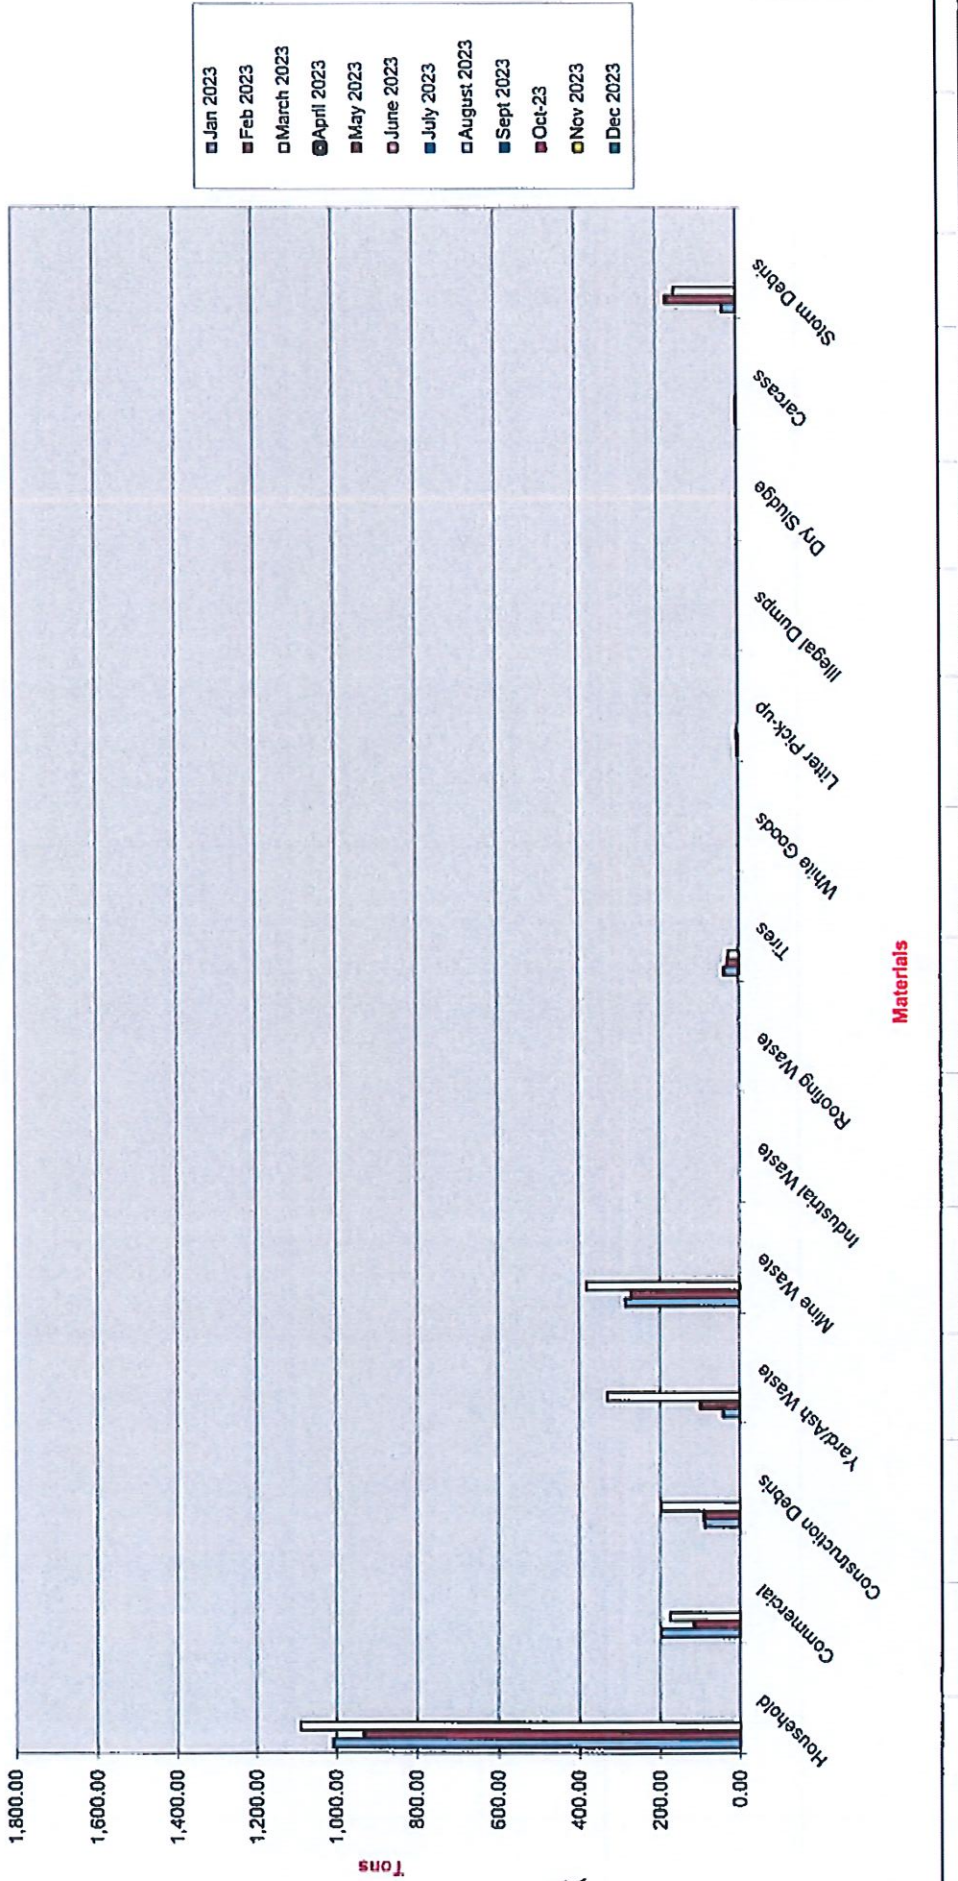 Tons
1,800.00
1,600.00
1,400.00
1,200.00
1,000.00
800.00
600.00
400.00
200.00
0.00
Household
Commercial
Construction Debris
Yard/Ash Waste
Mine Waste
Industrial Waste
Roofing Waste
Tires
White Goods
Litter Pick-up
Illegal Dumps
Dry Sludge
Carcass
Storm Debris
Materials
Jan 2023
Feb 2023
March 2023
April 2023
May 2023
June 2023
July 2023
August 2023
Sept 2023
Oct-23
Nov 2023
Dec 2023